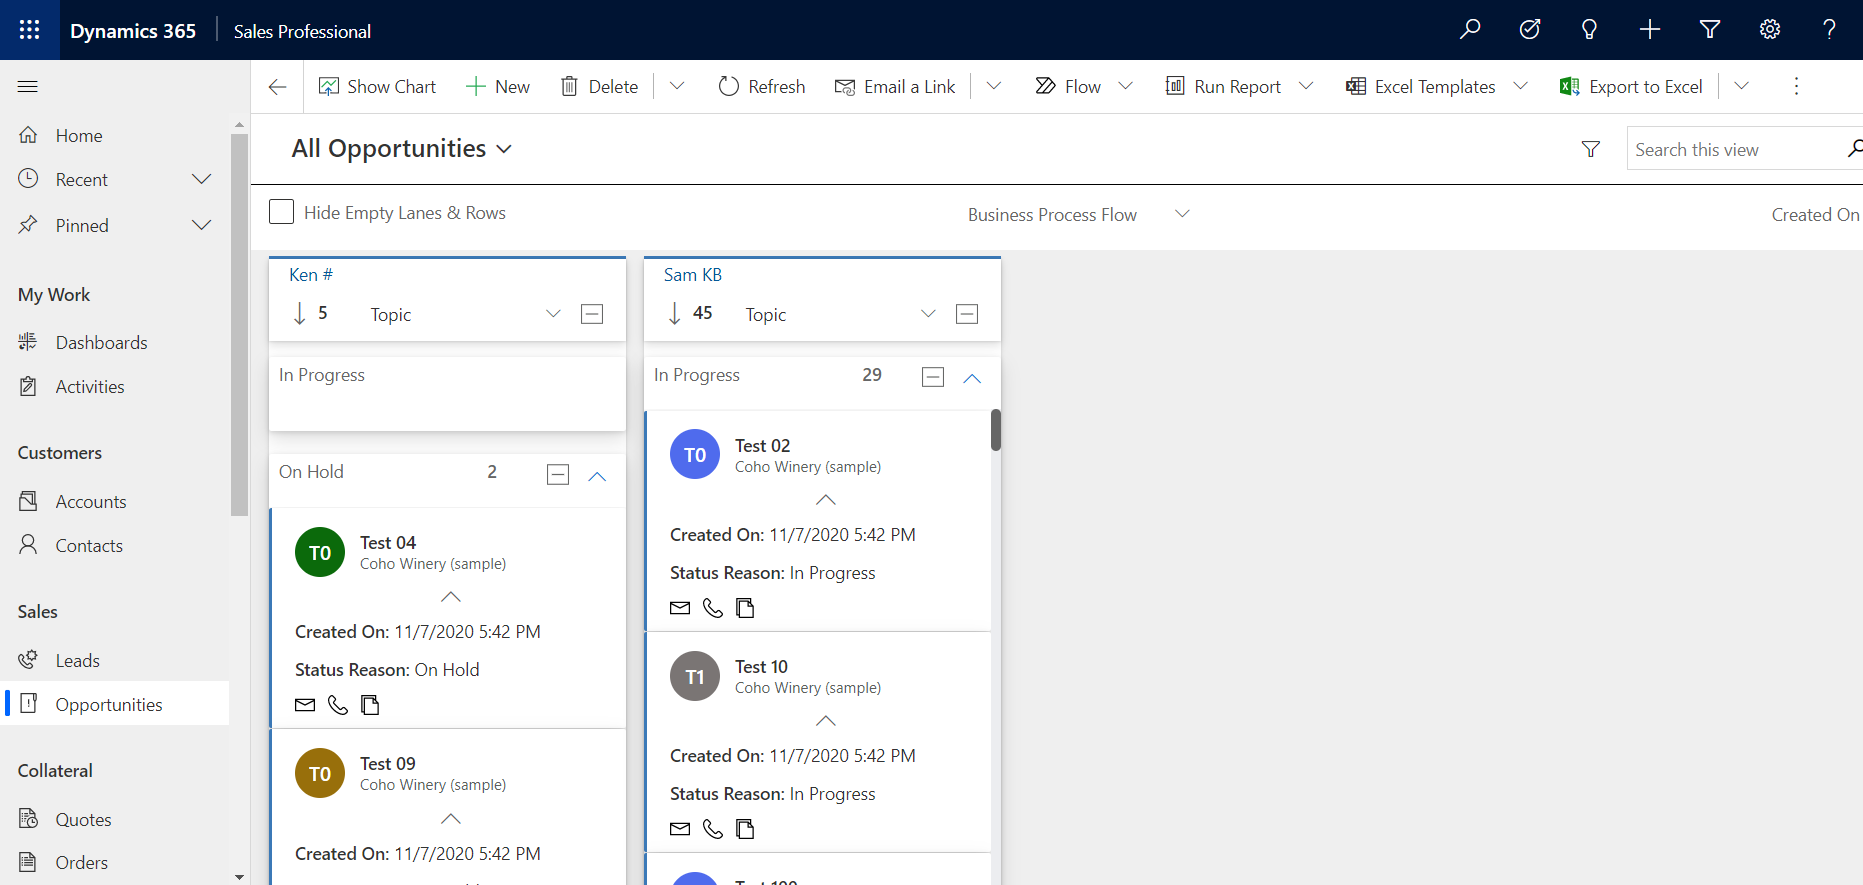 Dynamics 365
Sales Professional
Show Chart
New
Delete
Refresh
Email a Link
Flow
Run Report
Excel Templates
Export to Excel
Home
Recent
Pinned
My Work
Dashboards
Activities
Customers
Accounts
Contacts
Sales
Leads
Opportunities
Collateral
Quotes
Orders
All Opportunities
Search this view
Hide Empty Lanes & Rows
Business Process Flow
Created On
Ken #
5 Topic
In Progress
On Hold 2
T0 Test 04
Coho Winery (sample)
Created On: 11/7/2020 5:42 PM
Status Reason: On Hold
T0 Test 09
Coho Winery (sample)
Created On: 11/7/2020 5:42 PM
Sam KB
45 Topic
In Progress 29
T0 Test 02
Coho Winery (sample)
Created On: 11/7/2020 5:42 PM
Status Reason: In Progress
T1 Test 10
Coho Winery (sample)
Created On: 11/7/2020 5:42 PM
Status Reason: In Progress